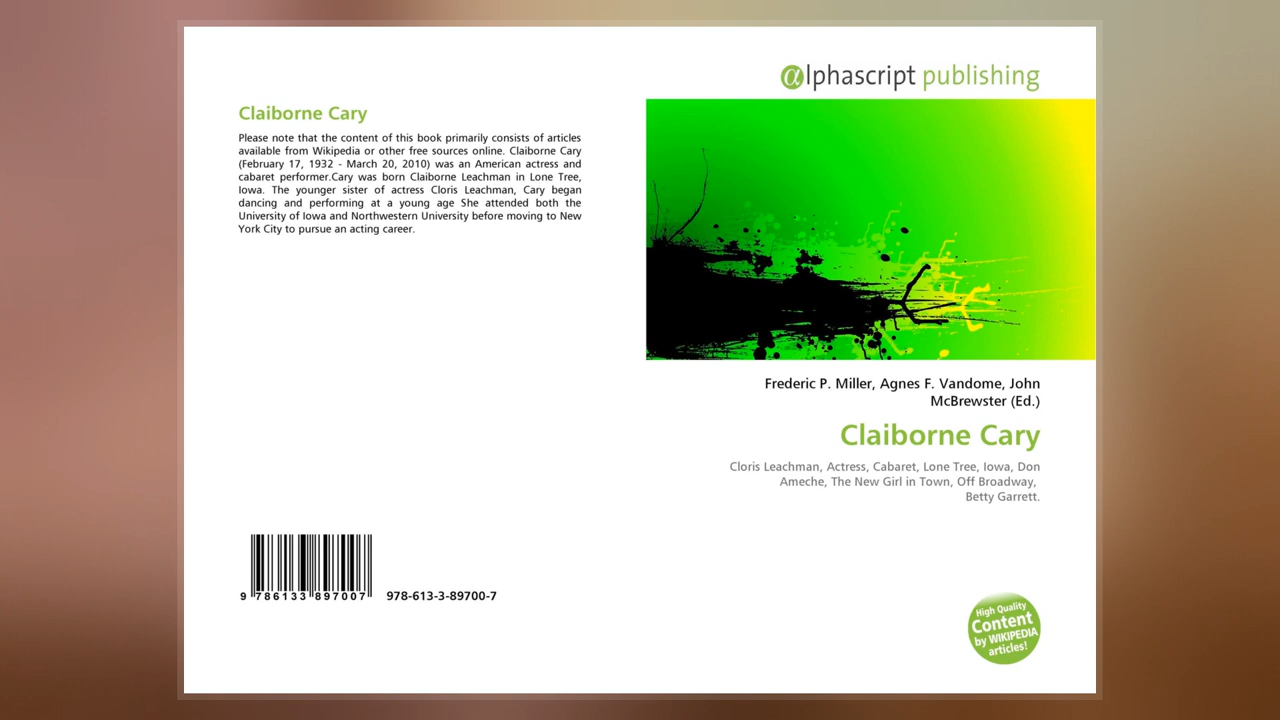 Claiborne Cary
Please note that the content of this book primarily consists of articles
available from Wikipedia or other free sources online. Claiborne Cary
(February 17, 1932 - March 20, 2010) was an American actress and
cabaret performer.Cary was born Claiborne Leachman in Lone Tree,
Iowa. The younger sister of actress Cloris Leachman, Cary began
dancing and performing at a young age She attended both the
University of Iowa and Northwestern University before moving to New
York City to pursue an acting career.
9 786133 897007
978-613-3-89700-7
alphascript publishing
Frederic P. Miller, Agnes F. Vandome, John
McBrewster (Ed.)
Claiborne Cary
Cloris Leachman, Actress, Cabaret, Lone Tree, Iowa, Don
Ameche, The New Girl in Town, Off Broadway,
Betty Garrett.
High Quality
Content
by WIKIPEDIA
articles!